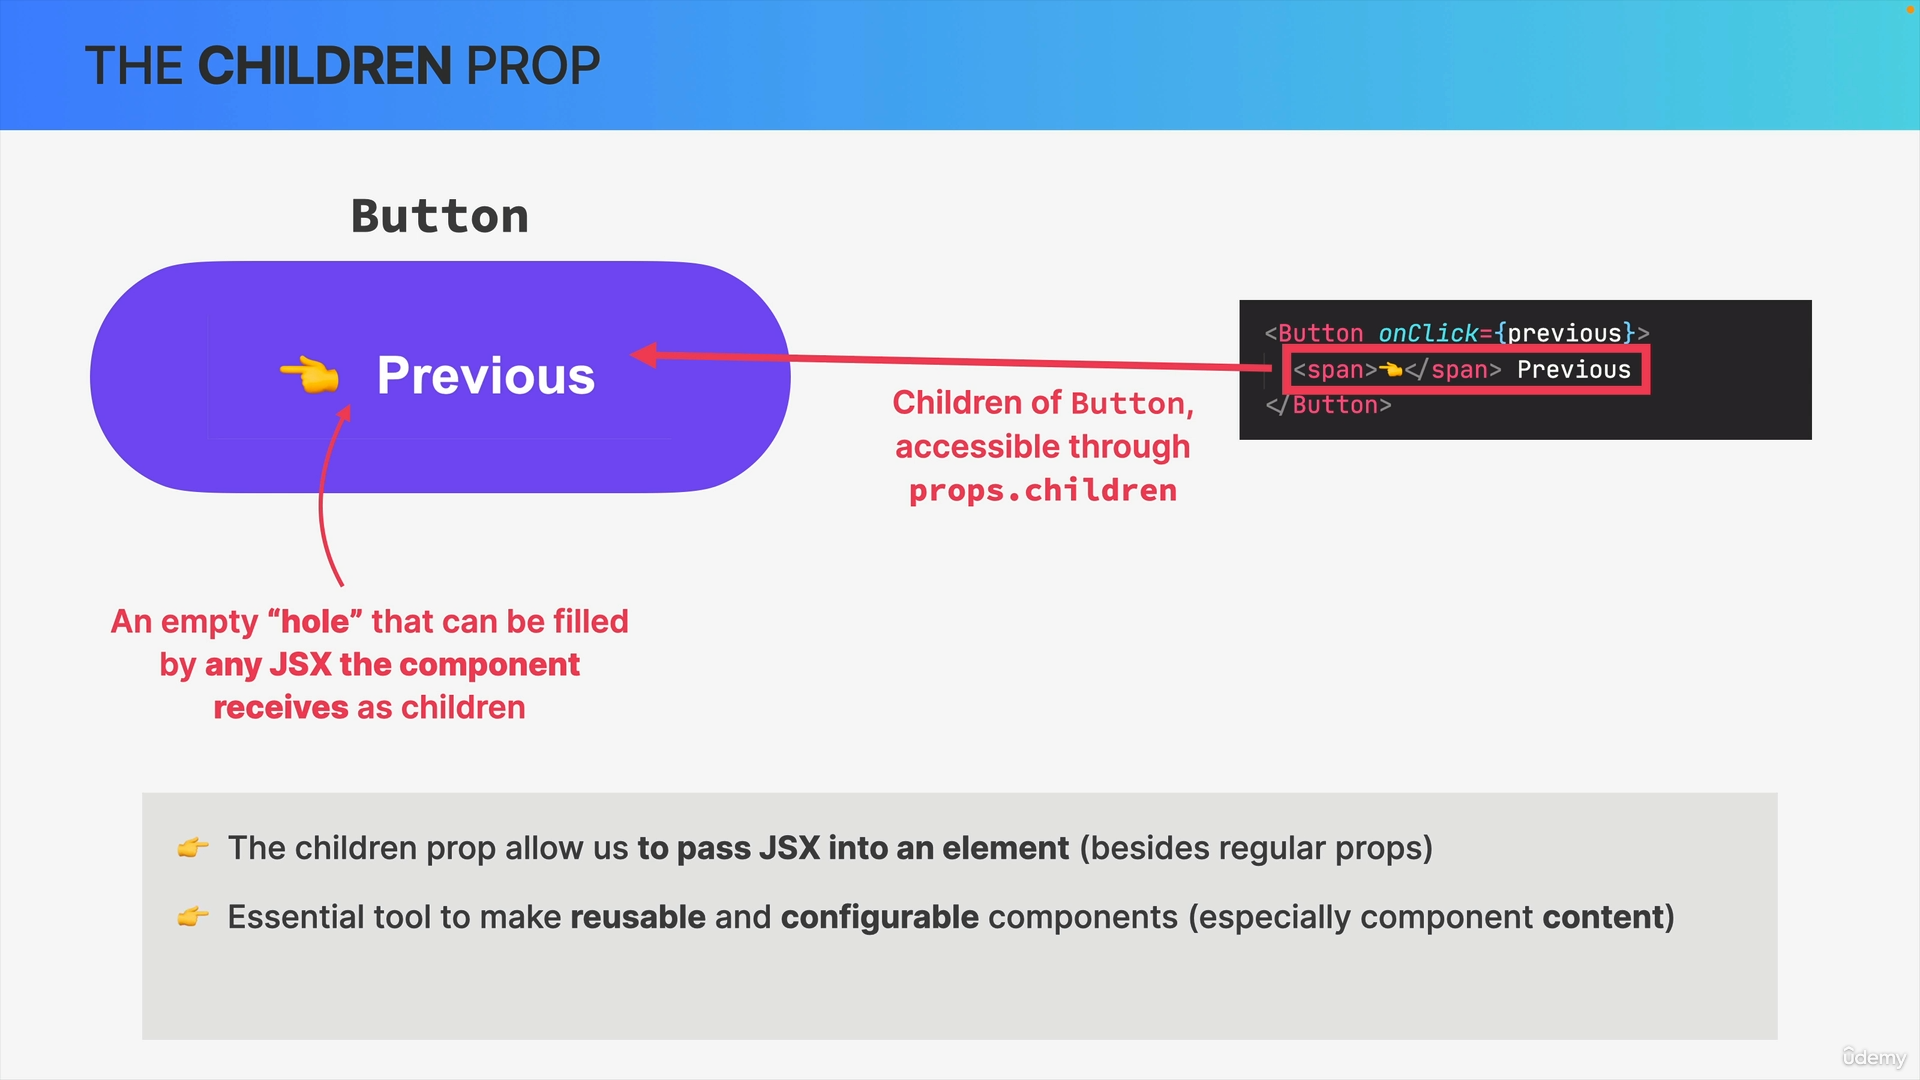 THE CHILDREN PROP
Button
👈 Previous
<Button onClick={previous}>
<span>👈</span> Previous
</Button>
Children of Button,
accessible through
props.children
An empty “hole” that can be filled
by any JSX the component
receives as children
👉 The children prop allow us to pass JSX into an element (besides regular props)
👉 Essential tool to make reusable and configurable components (especially component content)
ûdemy